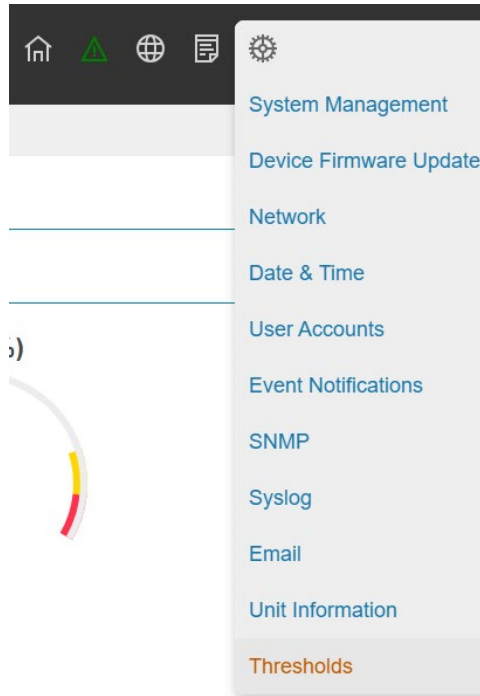 System Management
Device Firmware Update
Network
Date & Time
User Accounts
Event Notifications
SNMP
Syslog
Email
Unit Information
Thresholds